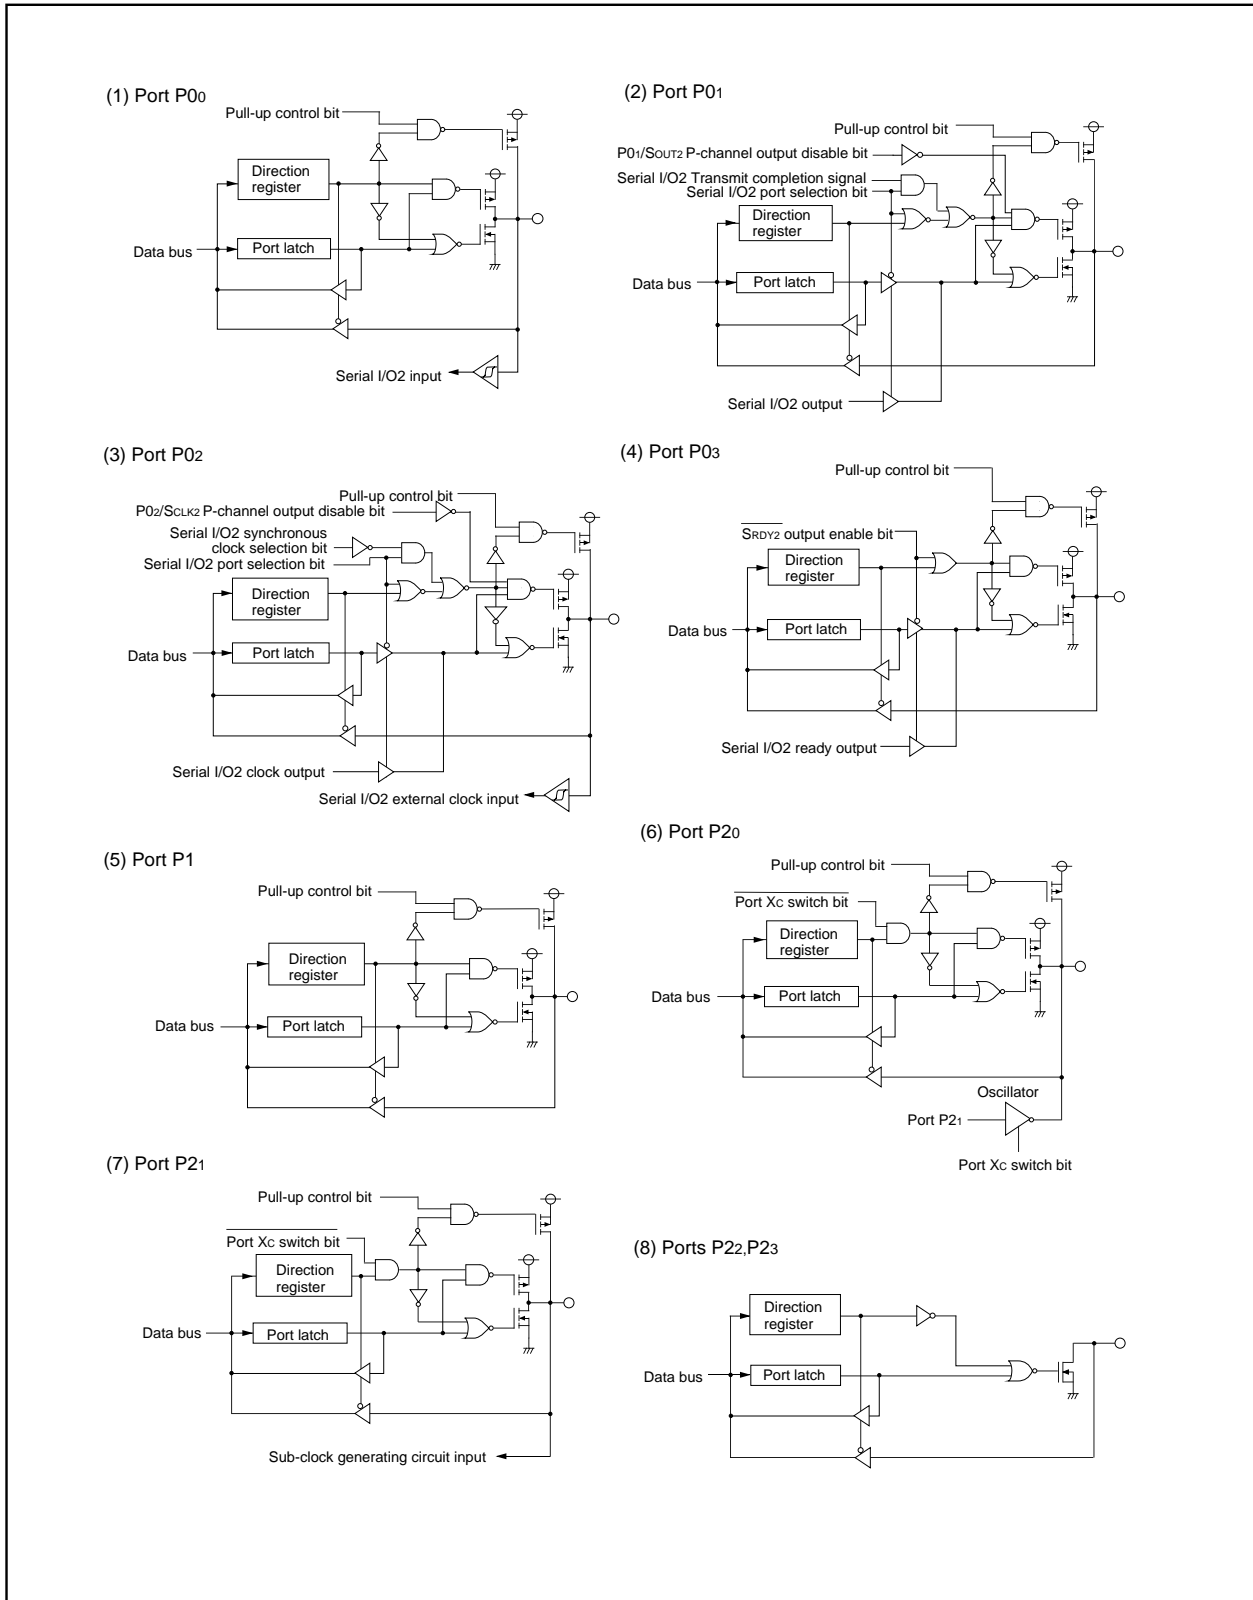 (1) Port P00
Pull-up control bit
Direction
register
Data bus
Port latch
Serial I/O2 input
(2) Port P01
Pull-up control bit
P01/SOUT2 P-channel output disable bit
Serial I/O2 Transmit completion signal
Serial I/O2 port selection bit
Direction
register
Data bus
Port latch
Serial I/O2 output
(3) Port P02
Pull-up control bit
P02/SCLK2 P-channel output disable bit
Serial I/O2 synchronous
clock selection bit
Serial I/O2 port selection bit
Direction
register
Data bus
Port latch
Serial I/O2 clock output
Serial I/O2 external clock input
(4) Port P03
Pull-up control bit
SRDY2 output enable bit
Direction
register
Data bus
Port latch
Serial I/O2 ready output
(5) Port P1
Pull-up control bit
Direction
register
Data bus
Port latch
(6) Port P20
Pull-up control bit
Port XC switch bit
Direction
register
Data bus
Port latch
Oscillator
Port P21
Port XC switch bit
(7) Port P21
Pull-up control bit
Port XC switch bit
Direction
register
Data bus
Port latch
Sub-clock generating circuit input
(8) Ports P22,P23
Direction
register
Data bus
Port latch